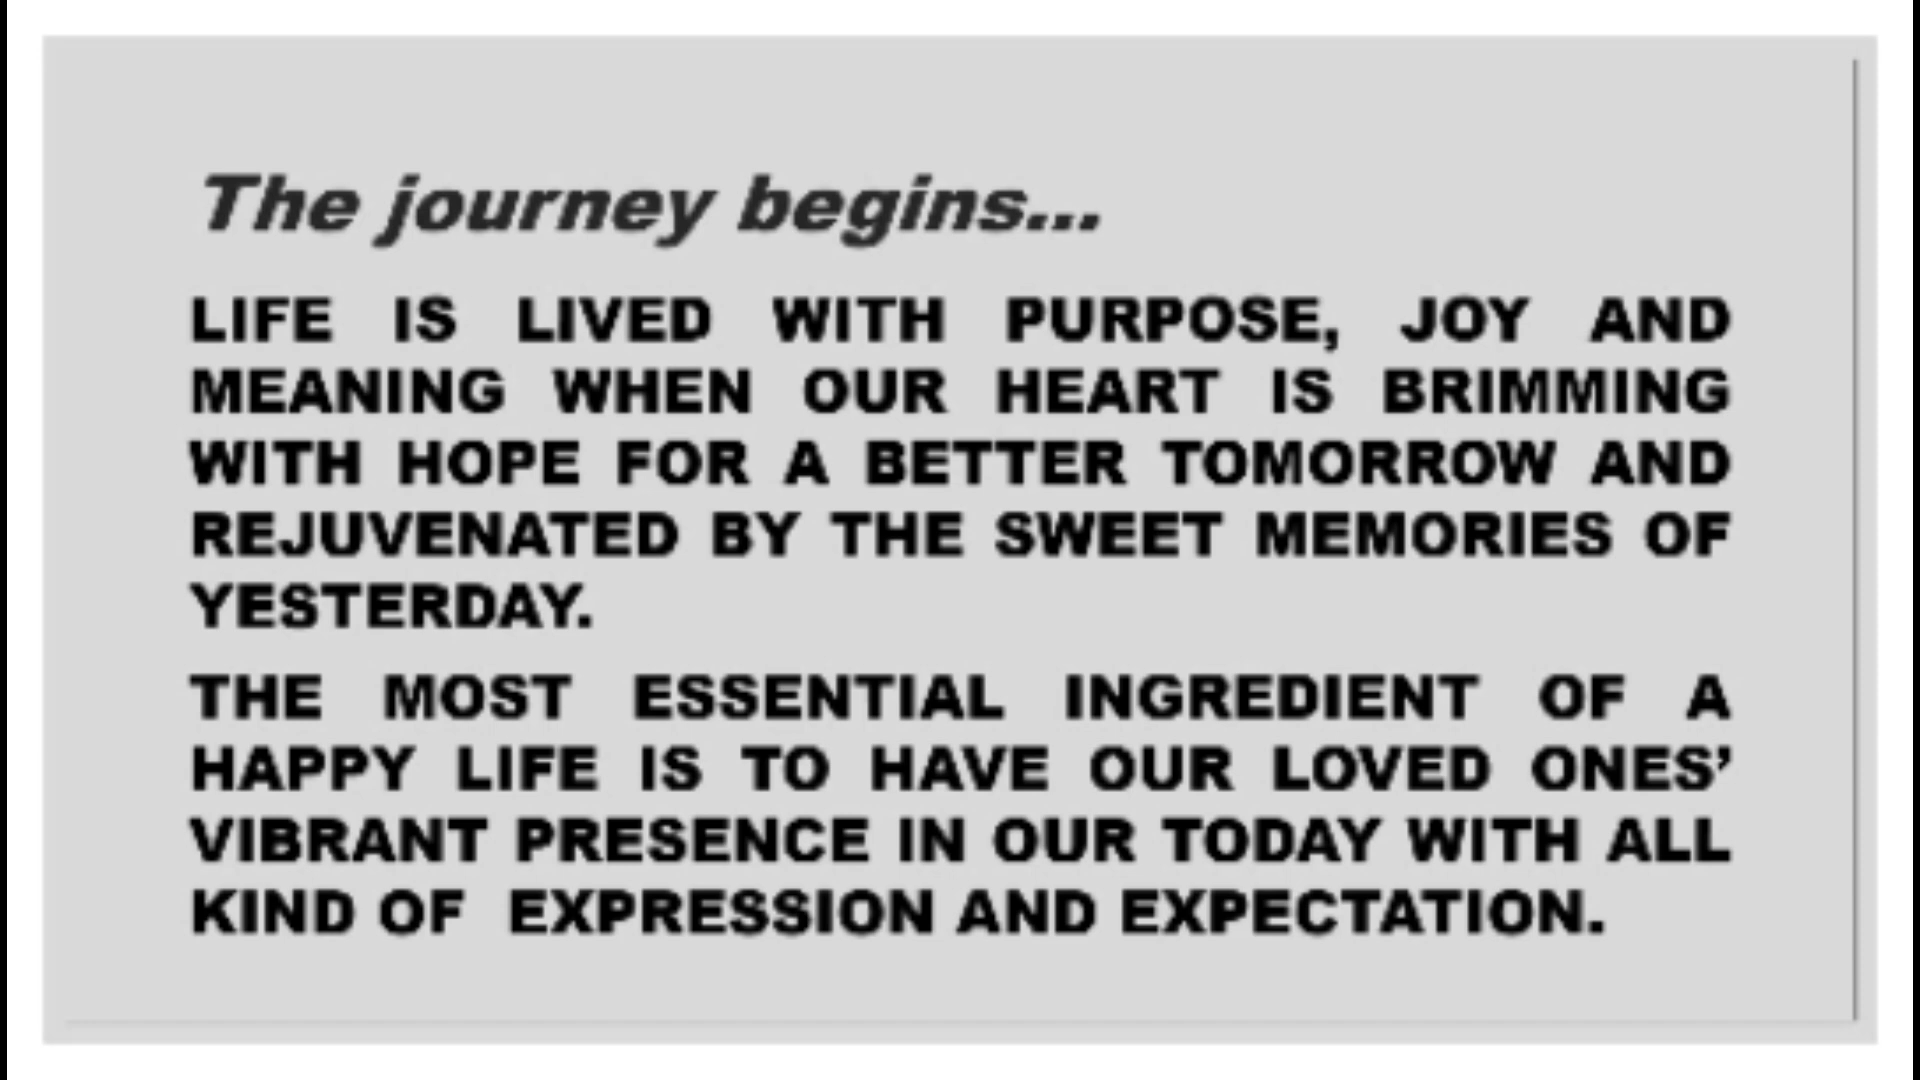 The journey begins...
LIFE IS LIVED WITH PURPOSE, JOY AND
MEANING WHEN OUR HEART IS BRIMMING
WITH HOPE FOR A BETTER TOMORROW AND
REJUVENATED BY THE SWEET MEMORIES OF
YESTERDAY.
THE MOST ESSENTIAL INGREDIENT OF A
HAPPY LIFE IS TO HAVE OUR LOVED ONES’
VIBRANT PRESENCE IN OUR TODAY WITH ALL
KIND OF EXPRESSION AND EXPECTATION.